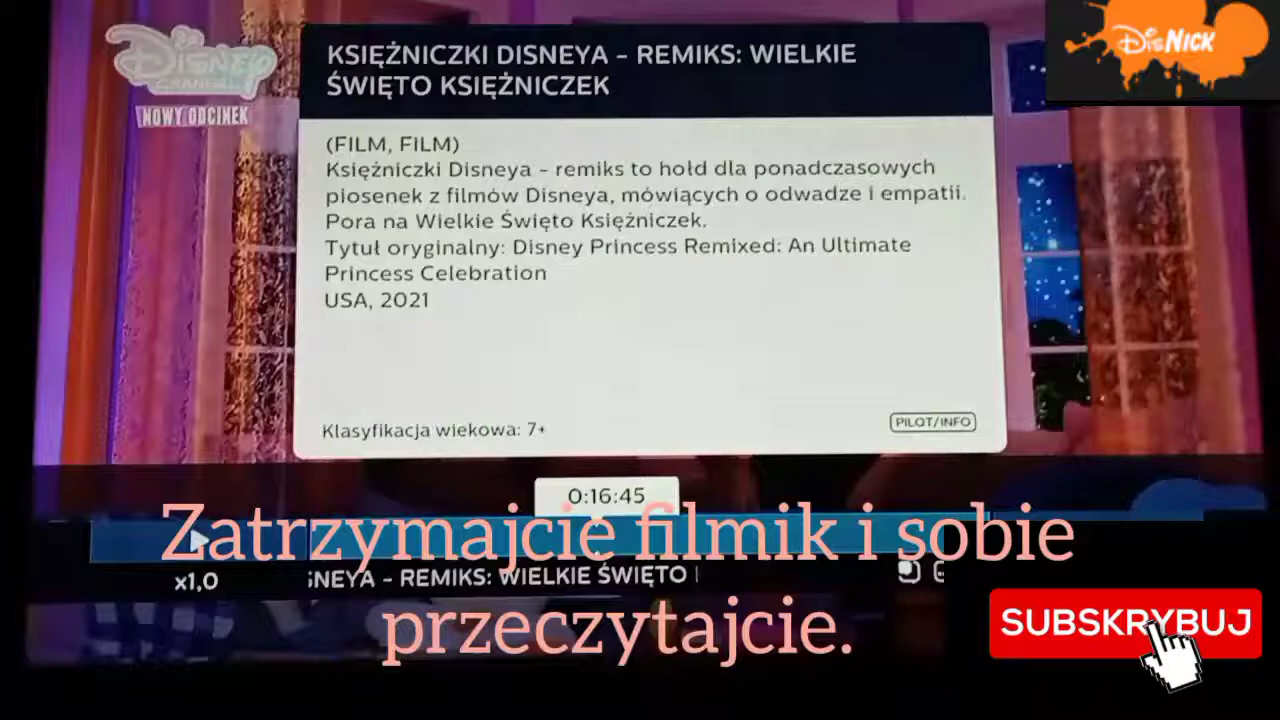 Disney
CHANNEL
NOWY ODCINEK
DISNICK
KSIĘŻNICZKI DISNEYA – REMIKS: WIELKIE
ŚWIĘTO KSIĘŻNICZEK
(FILM, FILM)
Księżniczki Disneya – remiks to hołd dla ponadczasowych
piosenek z filmów Disneya, mówiących o odwadze i empatii.
Pora na Wielkie Święto Księżniczek.
Tytuł oryginalny: Disney Princess Remixed: An Ultimate
Princess Celebration
USA, 2021
Klasyfikacja wiekowa: 7+
PILOT/INFO
0:16:45
Zatrzymajcie filmik i sobie
przeczytajcie.
x1,0
SNEYA – REMIKS: WIELKIE ŚWIĘTO
SUBSKRYBUJ